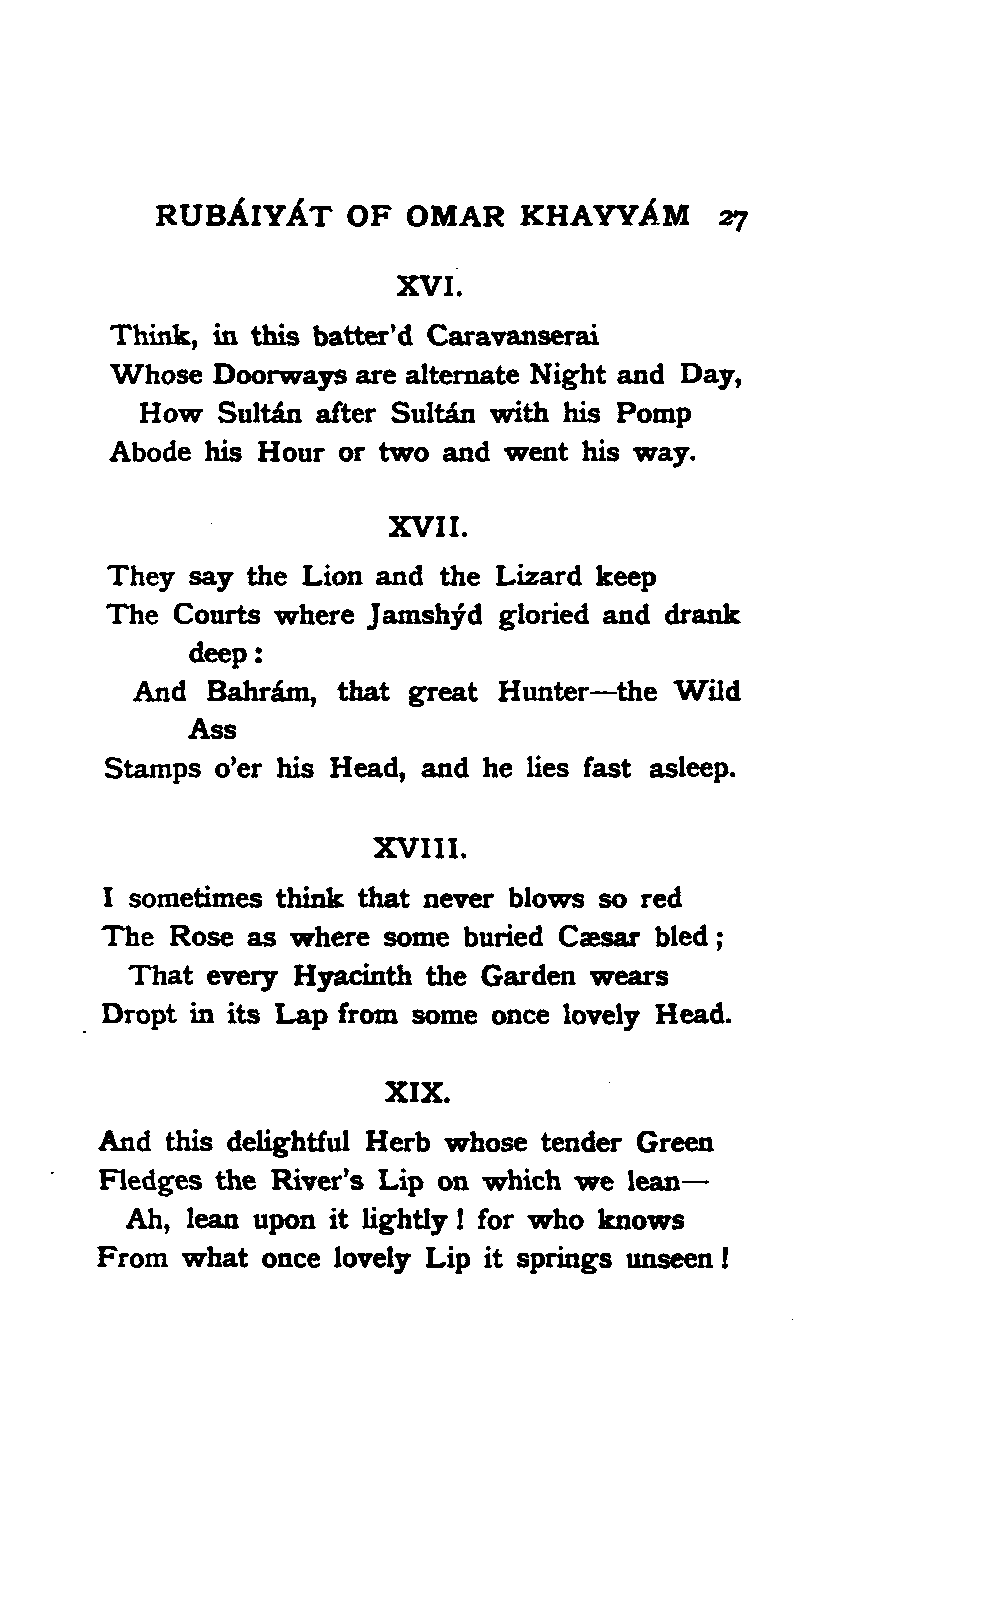 RUBÁIYÁT OF OMAR KHAYYÁM 27
XVI.
Think, in this batter'd Caravanserai
Whose Doorways are alternate Night and Day,
How Sultán after Sultán with his Pomp
Abode his Hour or two and went his way.
XVII.
They say the Lion and the Lizard keep
The Courts where Jamshýd gloried and drank
deep:
And Bahrám, that great Hunter—the Wild
Ass
Stamps o'er his Head, and he lies fast asleep.
XVIII.
I sometimes think that never blows so red
The Rose as where some buried Cæsar bled;
That every Hyacinth the Garden wears
Dropt in its Lap from some once lovely Head.
XIX.
And this delightful Herb whose tender Green
Fledges the River's Lip on which we lean—
Ah, lean upon it lightly! for who knows
From what once lovely Lip it springs unseen!